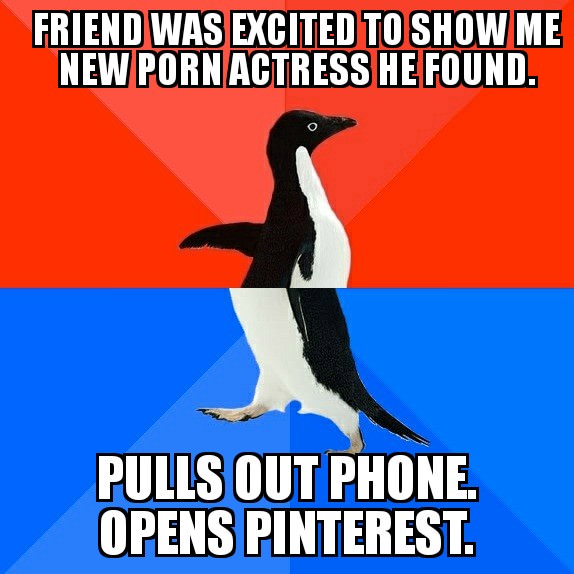 FRIEND WAS EXCITED TO SHOW ME
NEW PORN ACTRESS HE FOUND.
PULLS OUT PHONE.
OPENS PINTEREST.